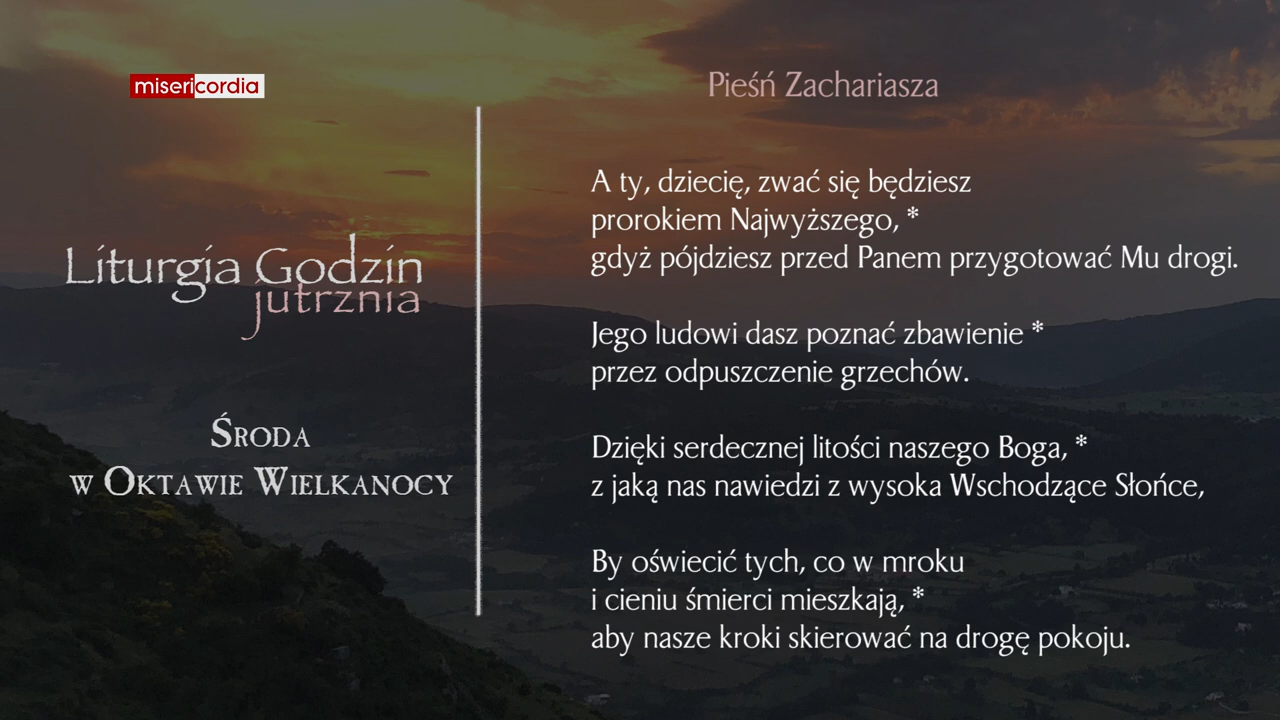 misericordia
Liturgia Godzin
jutrznia
Środa
w Oktawie Wielkanocy
Pieśń Zachariasza
A ty, dziecię, zwać się będziesz
prorokiem Najwyższego, *
gdyż pójdziesz przed Panem przygotować Mu drogi.
Jego ludowi dasz poznać zbawienie *
przez odpuszczenie grzechów.
Dzięki serdecznej litości naszego Boga, *
z jaką nas nawiedzi z wysoka Wschodzące Słońce,
By oświecić tych, co w mroku
i cieniu śmierci mieszkają, *
aby nasze kroki skierować na drogę pokoju.